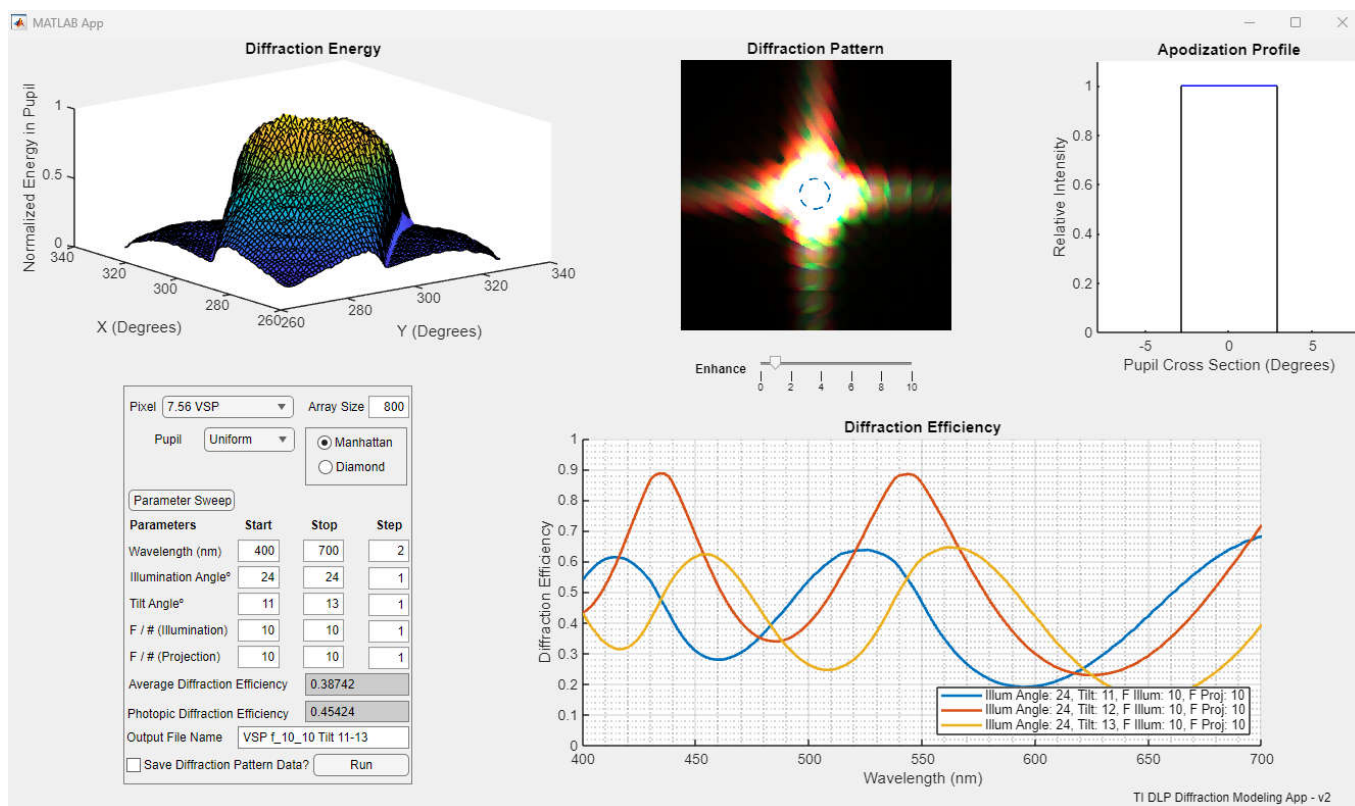 MATLAB App
Diffraction Energy
Normalized Energy in Pupil
1
0.5
0
340
320
300
280
260
X (Degrees)
260
280
300
320
340
Y (Degrees)
Diffraction Pattern
Enhance
0 2 4 6 8 10
Apodization Profile
Relative Intensity
1
0.8
0.6
0.4
0.2
0
-5 0 5
Pupil Cross Section (Degrees)
Pixel 7.56 VSP Array Size 800
Pupil Uniform
Manhattan
Diamond
Parameter Sweep
Parameters Start Stop Step
Wavelength (nm) 400 700 2
Illumination Angleº 24 24 1
Tilt Angleº 11 13 1
F / # (Illumination) 10 10 1
F / # (Projection) 10 10 1
Average Diffraction Efficiency 0.38742
Photopic Diffraction Efficiency 0.45424
Output File Name VSP f_10_10 Tilt 11-13
Save Diffraction Pattern Data? Run
Diffraction Efficiency
Diffraction Efficiency
1
0.9
0.8
0.7
0.6
0.5
0.4
0.3
0.2
0.1
0
400 450 500 550 600 650 700
Wavelength (nm)
Illum Angle: 24, Tilt: 11, F Illum: 10, F Proj: 10
Illum Angle: 24, Tilt: 12, F Illum: 10, F Proj: 10
Illum Angle: 24, Tilt: 13, F Illum: 10, F Proj: 10
TI DLP Diffraction Modeling App - v2